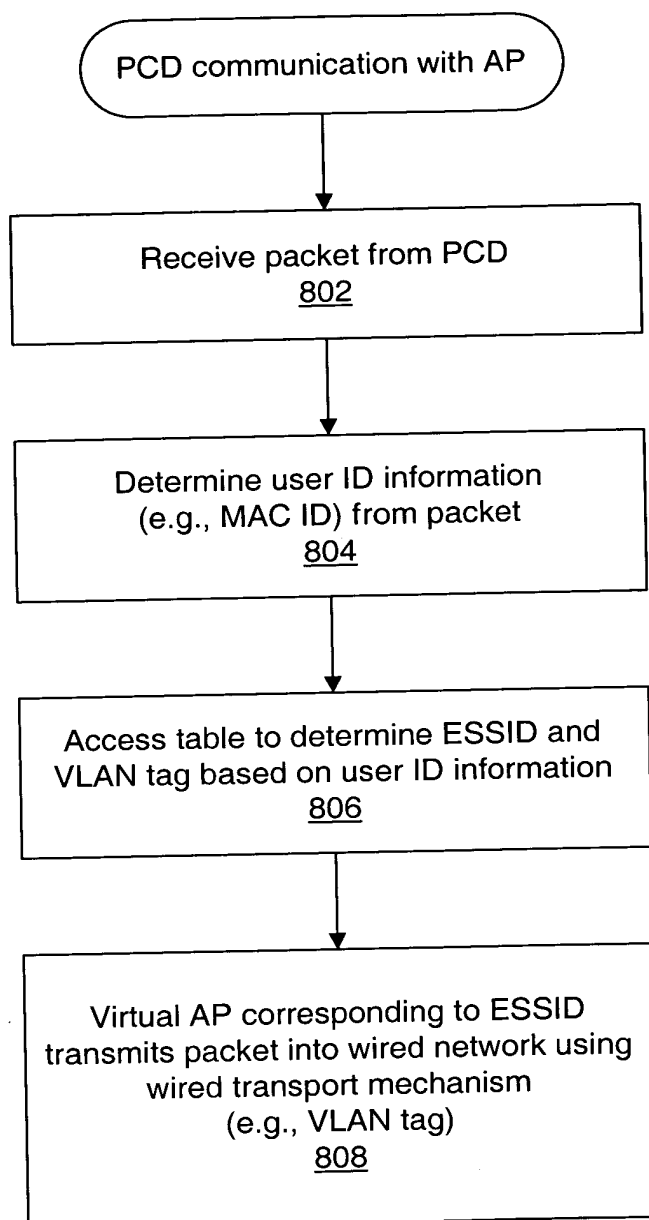 PCD communication with AP
Receive packet from PCD
802
Determine user ID information
(e.g., MAC ID) from packet
804
Access table to determine ESSID and
VLAN tag based on user ID information
806
Virtual AP corresponding to ESSID
transmits packet into wired network using
wired transport mechanism
(e.g., VLAN tag)
808